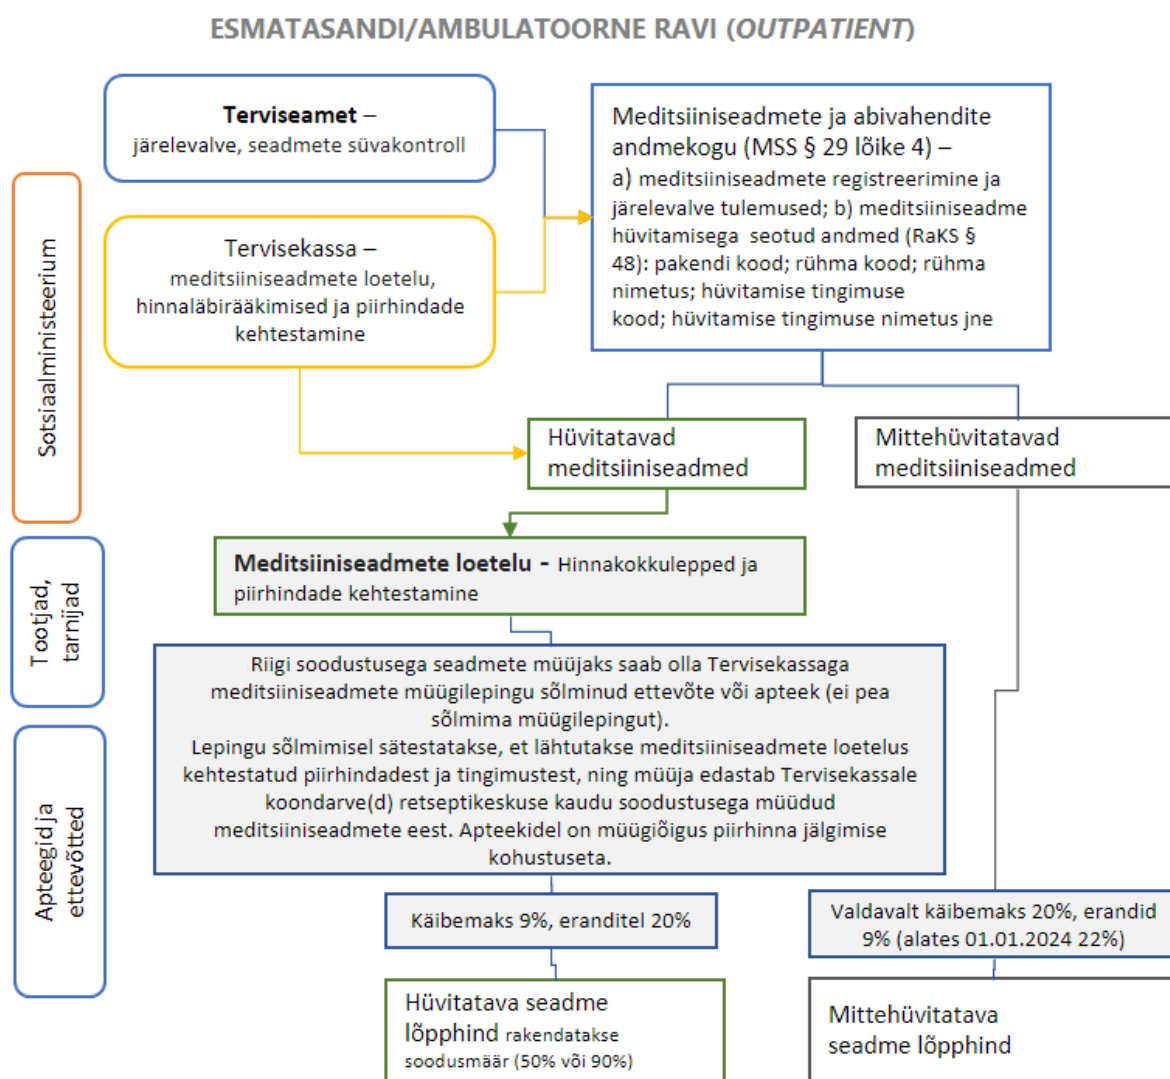 ESMATASANDI/AMBULATOORNE RAVI (OUTPATIENT)
Terviseamet –
järelevalve, seadmete süvakontroll
Meditsiiniseadmete ja abivahendite
andmekogu (MSS § 29 lõike 4) –
a) meditsiiniseadmete registreerimine ja
järelevalve tulemused; b) meditsiiniseadme
hüvitamisega seotud andmed (RaKS §
48): pakendi kood; rühma kood; rühma
nimetus; hüvitamise tingimuse
kood; hüvitamise tingimuse nimetus jne
Sotsiaalministeerium
Tervisekassa –
meditsiiniseadmete loetelu,
hinnaläbirääkimised ja piirhindade
kehtestamine
Hüvitatavad
meditsiiniseadmed
Mittehüvitatavad
meditsiiniseadmed
Tootjad,
tarnijad
Meditsiiniseadmete loetelu - Hinnakokkulepped ja
piirhindade kehtestamine
Riigi soodustusega seadmete müüjaks saab olla Tervisekassaga
meditsiiniseadmete müügilepingu sõlminud ettevõte või apteek (ei pea
sõlmima müügilepingut).
Lepingu sõlmimisel sätestatakse, et lähtutakse meditsiiniseadmete loetelus
kehtestatud piirhindadest ja tingimustest, ning müüja edastab Tervisekassale
koondarve(d) retseptikeskuse kaudu soodustusega müüdud
meditsiiniseadmete eest. Apteekidel on müügiõigus piirhinna jälgimise
kohustuseta.
Apteegid ja
ettevõtted
Käibemaks 9%, eranditel 20%
Valdavalt käibemaks 20%, erandid
9% (alates 01.01.2024 22%)
Hüvitatava seadme
lõpphind rakendatakse
soodusmäär (50% või 90%)
Mittehüvitatava
seadme lõpphind